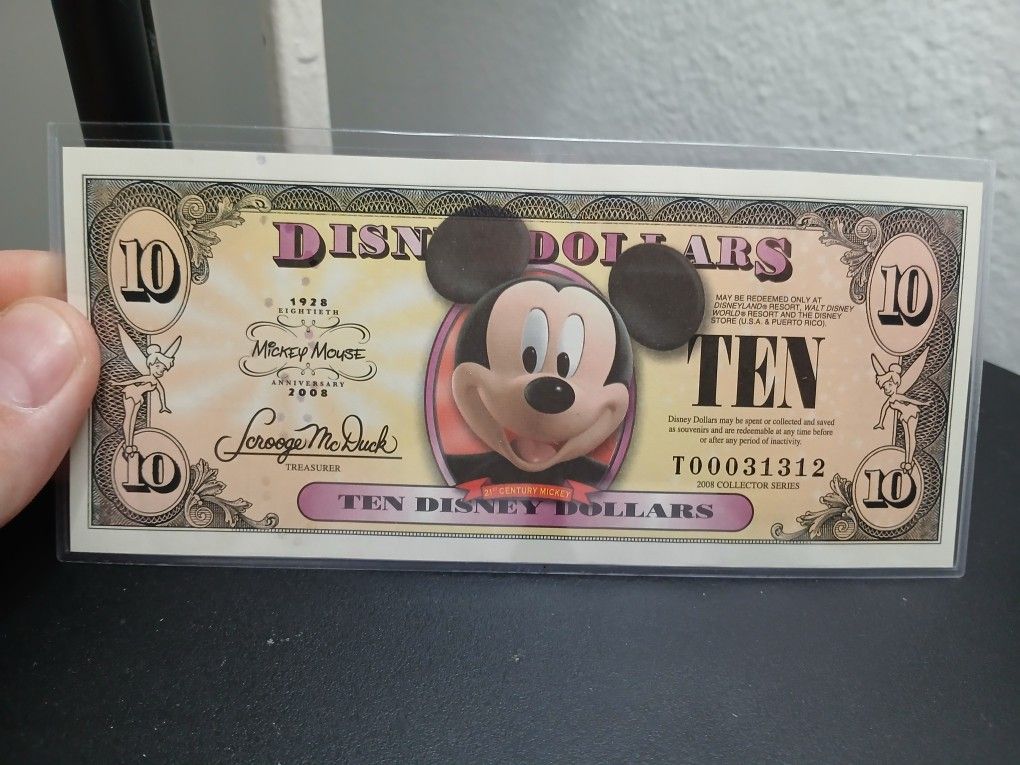 DISN DOLLARS
10
10
1928
EIGHTIETH
MICKEY MOUSE
ANNIVERSARY
2008
MAY BE REDEEMED ONLY AT
DISNEYLAND® RESORT, WALT DISNEY
WORLD® RESORT AND THE DISNEY
STORE (U.S.A. & PUERTO RICO).
TEN
Disney Dollars may be spent or collected and saved
as souvenirs and are redeemable at any time before
or after any period of inactivity.
Scrooge McDuck
TREASURER
T00031312
2008 COLLECTOR SERIES
10
10
21ST CENTURY MICKEY
TEN DISNEY DOLLARS